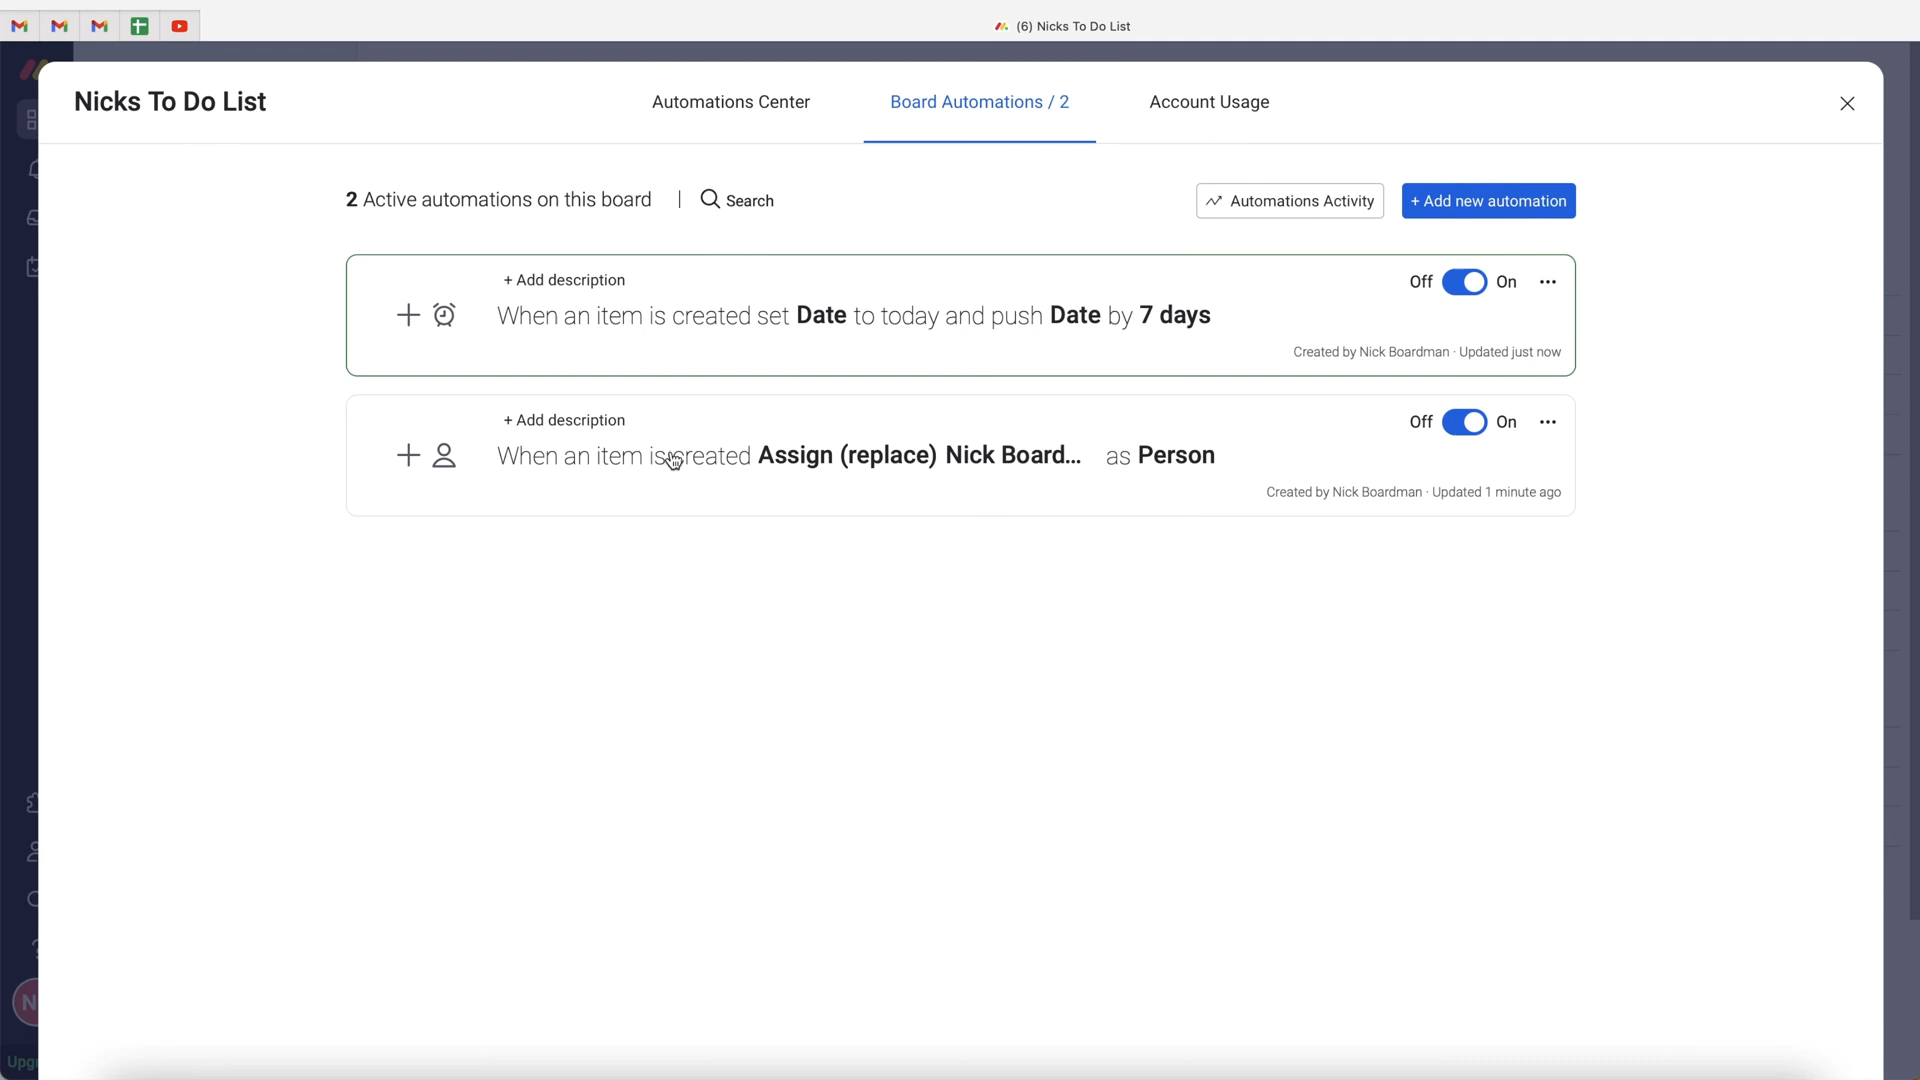 (6) Nicks To Do List
Nicks To Do List
Automations Center
Board Automations / 2
Account Usage
2 Active automations on this board
Search
Automations Activity
+ Add new automation
+ Add description
Off On
When an item is created set Date to today and push Date by 7 days
Created by Nick Boardman · Updated just now
+ Add description
Off On
When an item is created Assign (replace) Nick Board... as Person
Created by Nick Boardman · Updated 1 minute ago
N
Upgr